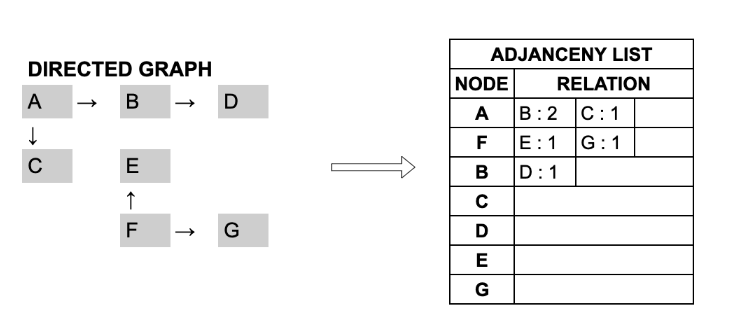 DIRECTED GRAPH
A → B → D
↓
C E
↑
F → G
ADJANCENY LIST
NODE RELATION
A B : 2 C : 1
F E : 1 G : 1
B D : 1
C
D
E
G